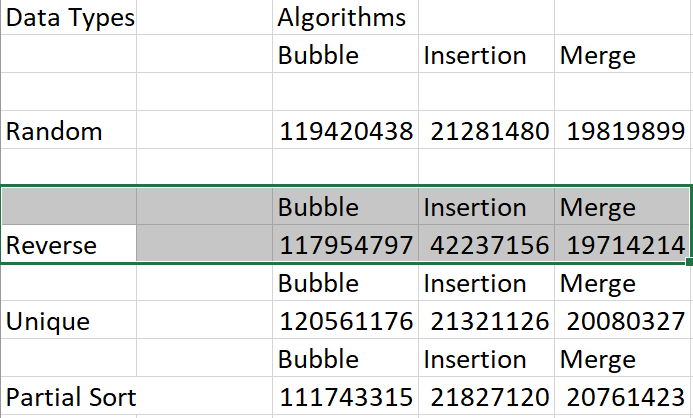 Data Types Algorithms
Bubble Insertion Merge
Random 119420438 21281480 19819899
Bubble Insertion Merge
Reverse 117954797 42237156 19714214
Bubble Insertion Merge
Unique 120561176 21321126 20080327
Bubble Insertion Merge
Partial Sort 111743315 21827120 20761423